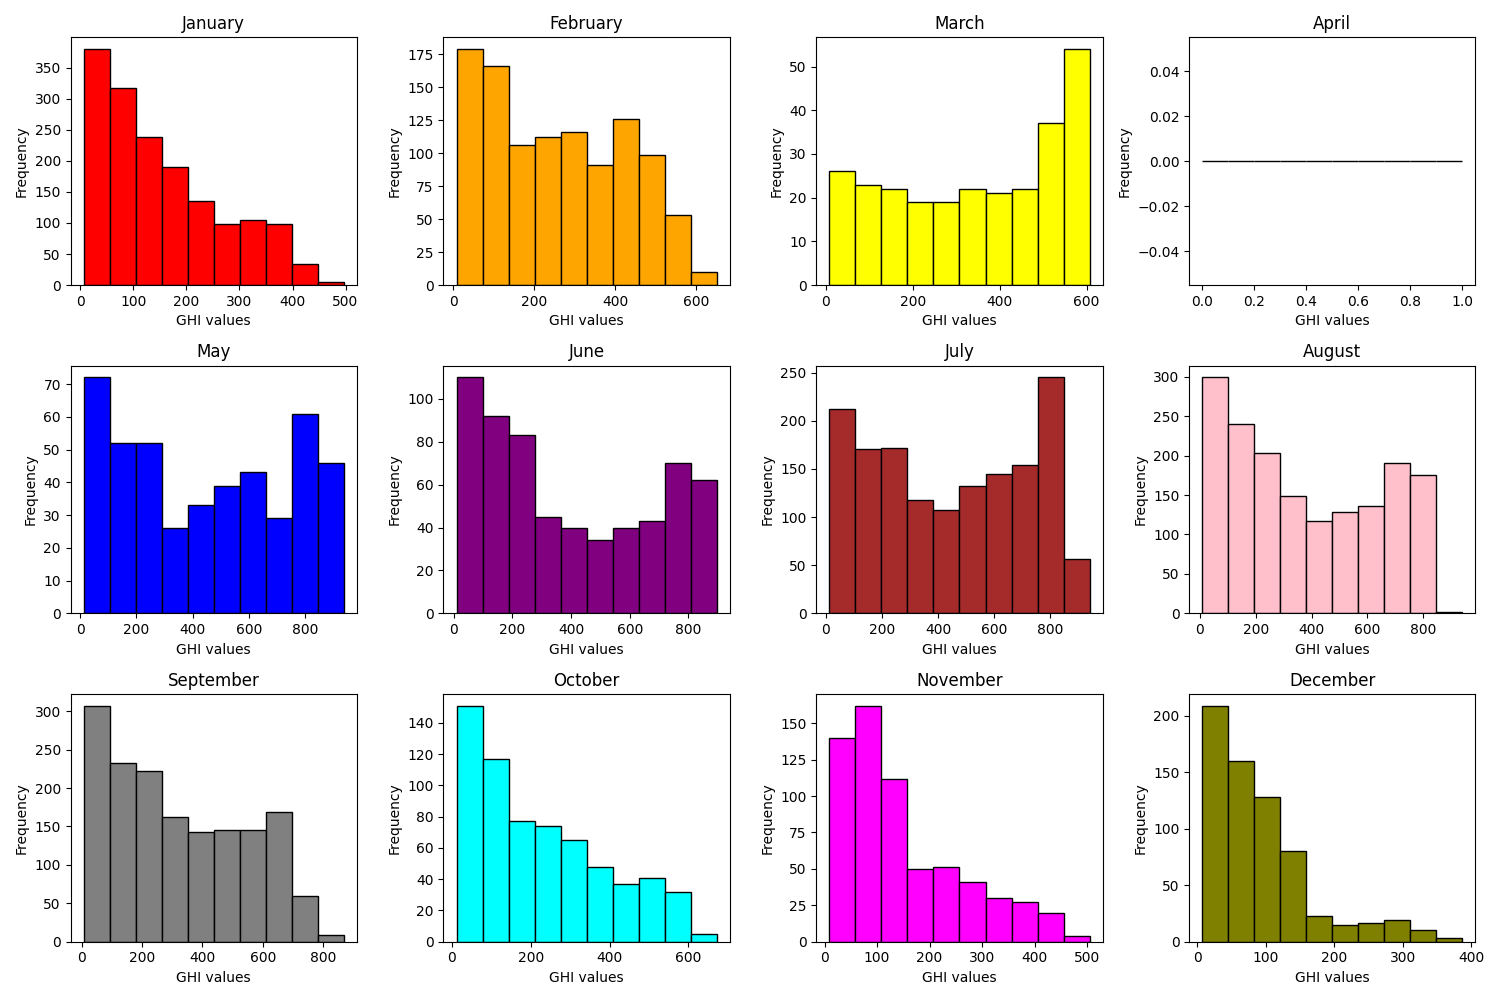 January
February
March
April
350
300
250
200
150
100
50
0
Frequency
0 100 200 300 400 500
GHI values
175
150
125
100
75
50
25
0
Frequency
0 200 400 600
GHI values
50
40
30
20
10
0
Frequency
0 200 400 600
GHI values
0.04
0.02
0.00
−0.02
−0.04
Frequency
0.0 0.2 0.4 0.6 0.8 1.0
GHI values
May
June
July
August
70
60
50
40
30
20
10
0
Frequency
0 200 400 600 800
GHI values
100
80
60
40
20
0
Frequency
0 200 400 600 800
GHI values
250
200
150
100
50
0
Frequency
0 200 400 600 800
GHI values
300
250
200
150
100
50
0
Frequency
0 200 400 600 800
GHI values
September
October
November
December
300
250
200
150
100
50
0
Frequency
0 200 400 600 800
GHI values
140
120
100
80
60
40
20
0
Frequency
0 200 400 600
GHI values
150
125
100
75
50
25
0
Frequency
0 100 200 300 400 500
GHI values
200
150
100
50
0
Frequency
0 100 200 300 400
GHI values